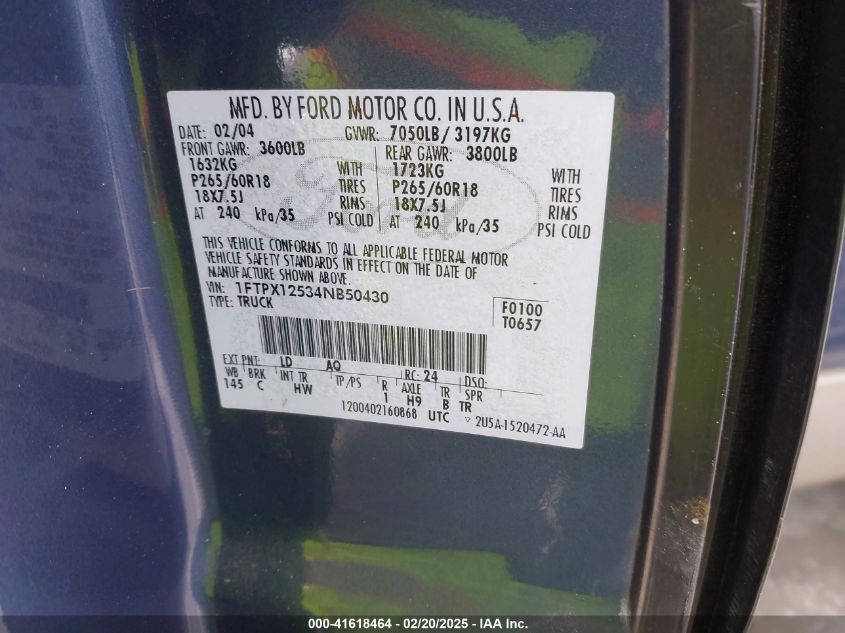 MFD. BY FORD MOTOR CO. IN U.S.A.
DATE: 02/04 GVWR: 7050LB/ 3197KG
FRONT GAWR: 3600LB REAR GAWR: 3800LB
1632KG WITH 1723KG WITH
P265/60R18 TIRES P265/60R18 TIRES
18X7.5J RIMS 18X7.5J RIMS
AT 240 kPa/35 PSI COLD AT 240 kPa/35 PSI COLD
THIS VEHICLE CONFORMS TO ALL APPLICABLE FEDERAL MOTOR
VEHICLE SAFETY STANDARDS IN EFFECT ON THE DATE OF
MANUFACTURE SHOWN ABOVE.
VIN: 1FTPX12534NB50430
TYPE: TRUCK
F0100
T0657
EXT PNT: LD AQ RC: 24 DSO:
WB BRK INT TR TP/PS R AXLE TR SPR
145 C HW 1 H9 B TR
1200402160868 UTC ▽ 2U5A-1520472-AA
Ford
000-41618464 - 02/20/2025 - USA - IAA Inc.